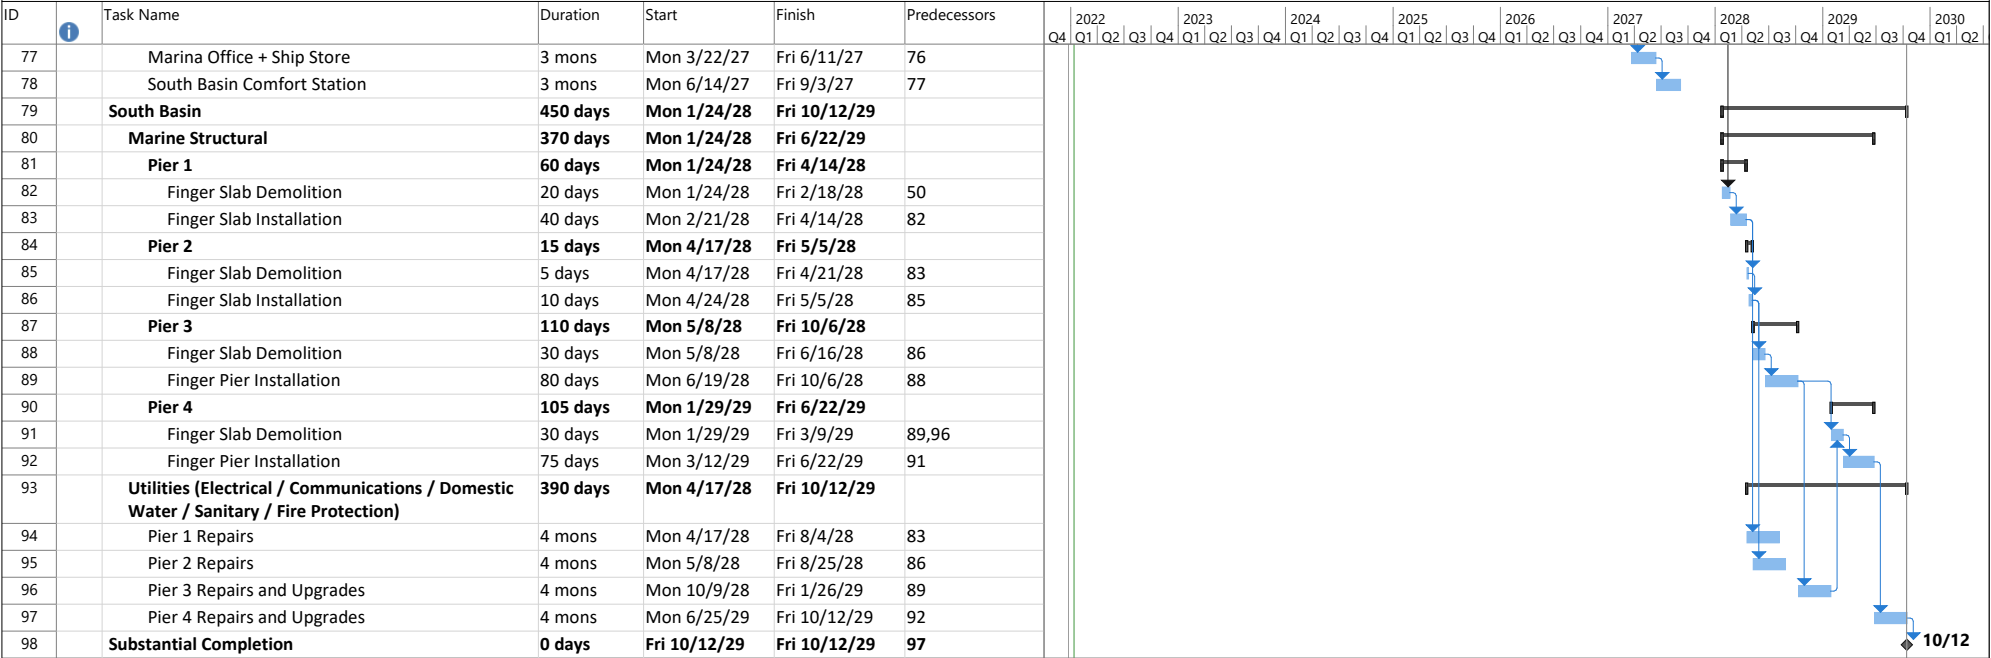 ID Task Name Duration Start Finish Predecessors 2022 2023 2024 2025 2026 2027 2028 2029 2030
i Q4 Q1 Q2 Q3 Q4 Q1 Q2 Q3 Q4 Q1 Q2 Q3 Q4 Q1 Q2 Q3 Q4 Q1 Q2 Q3 Q4 Q1 Q2 Q3 Q4 Q1 Q2 Q3 Q4 Q1 Q2 Q3 Q4 Q1 Q2
77 Marina Office + Ship Store 3 mons Mon 3/22/27 Fri 6/11/27 76
78 South Basin Comfort Station 3 mons Mon 6/14/27 Fri 9/3/27 77
79 South Basin 450 days Mon 1/24/28 Fri 10/12/29
80 Marine Structural 370 days Mon 1/24/28 Fri 6/22/29
81 Pier 1 60 days Mon 1/24/28 Fri 4/14/28
82 Finger Slab Demolition 20 days Mon 1/24/28 Fri 2/18/28 50
83 Finger Slab Installation 40 days Mon 2/21/28 Fri 4/14/28 82
84 Pier 2 15 days Mon 4/17/28 Fri 5/5/28
85 Finger Slab Demolition 5 days Mon 4/17/28 Fri 4/21/28 83
86 Finger Slab Installation 10 days Mon 4/24/28 Fri 5/5/28 85
87 Pier 3 110 days Mon 5/8/28 Fri 10/6/28
88 Finger Slab Demolition 30 days Mon 5/8/28 Fri 6/16/28 86
89 Finger Pier Installation 80 days Mon 6/19/28 Fri 10/6/28 88
90 Pier 4 105 days Mon 1/29/29 Fri 6/22/29
91 Finger Slab Demolition 30 days Mon 1/29/29 Fri 3/9/29 89,96
92 Finger Pier Installation 75 days Mon 3/12/29 Fri 6/22/29 91
93 Utilities (Electrical / Communications / Domestic 390 days Mon 4/17/28 Fri 10/12/29
Water / Sanitary / Fire Protection)
94 Pier 1 Repairs 4 mons Mon 4/17/28 Fri 8/4/28 83
95 Pier 2 Repairs 4 mons Mon 5/8/28 Fri 8/25/28 86
96 Pier 3 Repairs and Upgrades 4 mons Mon 10/9/28 Fri 1/26/29 89
97 Pier 4 Repairs and Upgrades 4 mons Mon 6/25/29 Fri 10/12/29 92
98 Substantial Completion 0 days Fri 10/12/29 Fri 10/12/29 97 10/12